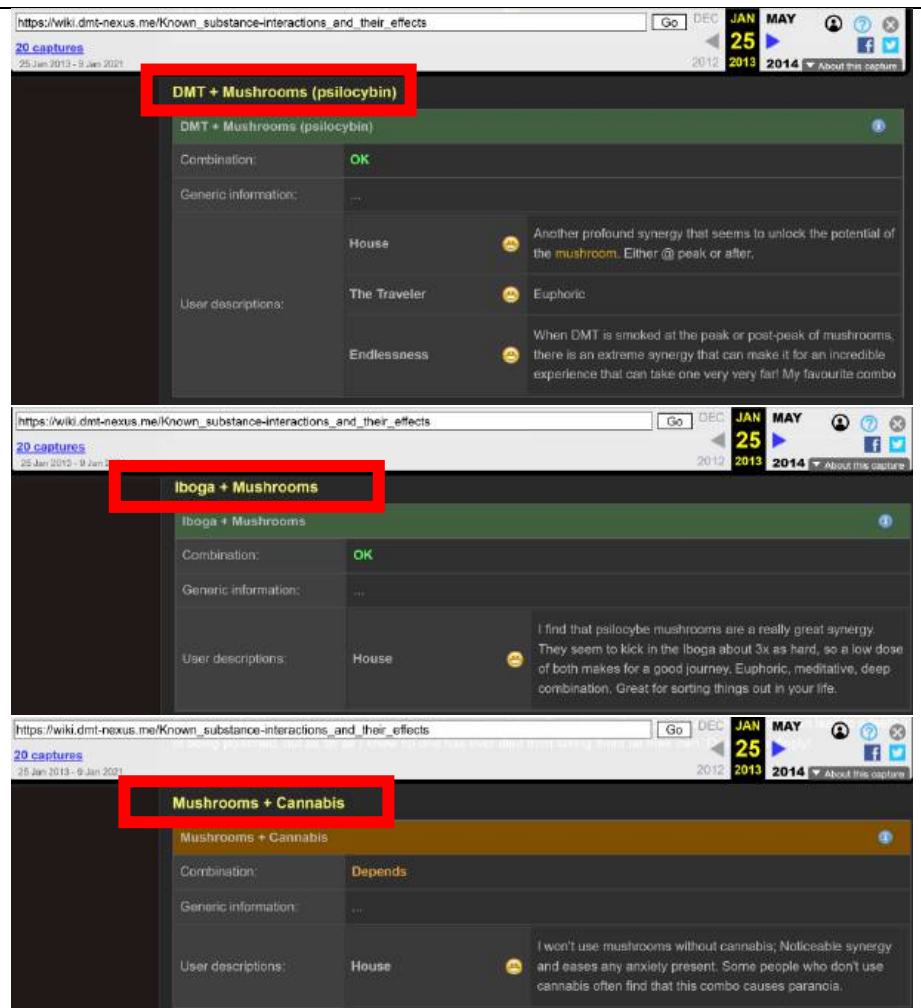 https://wiki.dmt-nexus.me/Known_substance-interactions_and_their_effects Go DEC JAN MAY
20 captures 25
25 Jan 2013 - 9 Jan 2021 2012 2013 2014 About this capture
DMT + Mushrooms (psilocybin)
DMT + Mushrooms (psilocybin)
Combination: OK
Generic information: ...
User descriptions:
House Another profound synergy that seems to unlock the potential of
the mushroom. Either @ peak or after.
The Traveler Euphoric
Endlessness When DMT is smoked at the peak or post-peak of mushrooms,
there is an extreme synergy that can make it for an incredible
experience that can take one very very far! My favourite combo
https://wiki.dmt-nexus.me/Known_substance-interactions_and_their_effects Go DEC JAN MAY
20 captures 25
25 Jan 2013 - 9 Jan 2012 2013 2014 About this capture
Iboga + Mushrooms
Iboga + Mushrooms
Combination: OK
Generic information: ...
User descriptions: House I find that psilocybe mushrooms are a really great synergy.
They seem to kick in the Iboga about 3x as hard, so a low dose
of both makes for a good journey. Euphoric, meditative, deep
combination. Great for sorting things out in your life.
https://wiki.dmt-nexus.me/Known_substance-interactions_and_their_effects Go DEC JAN MAY
20 captures 25
25 Jan 2013 - 9 Jan 2021 2012 2013 2014 About this capture
Mushrooms + Cannabis
Mushrooms + Cannabis
Combination: Depends
Generic information: ...
User descriptions: House I won't use mushrooms without cannabis; Noticeable synergy
and eases any anxiety present. Some people who don't use
cannabis often find that this combo causes paranoia.